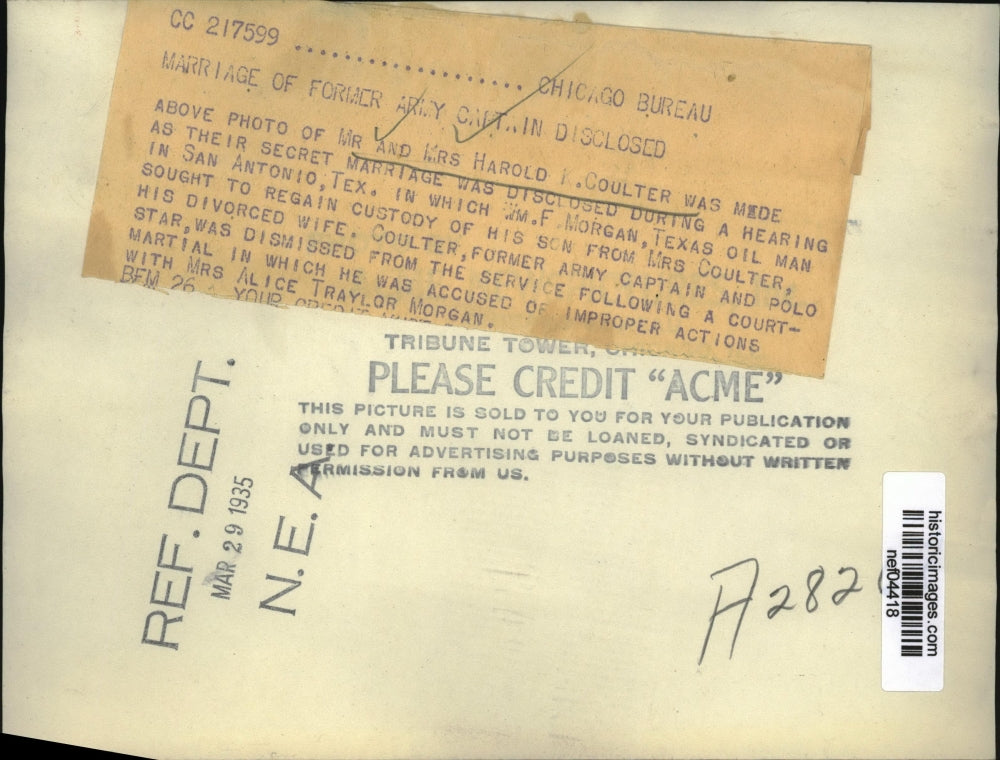 CC 217599 .................... CHICAGO BUREAU
MARRIAGE OF FORMER ARMY CAPTAIN DISCLOSED
ABOVE PHOTO OF MR AND MRS HAROLD K.COULTER WAS MADE
AS THEIR SECRET MARRIAGE WAS DISCLOSED DURING A HEARING
IN SAN ANTONIO,TEX. IN WHICH WM.F.MORGAN,TEXAS OIL MAN
SOUGHT TO REGAIN CUSTODY OF HIS SON FROM MRS COULTER,
HIS DIVORCED WIFE. COULTER,FORMER ARMY CAPTAIN AND POLO
STAR,WAS DISMISSED FROM THE SERVICE FOLLOWING A COURT-
MARTIAL IN WHICH HE WAS ACCUSED OF IMPROPER ACTIONS
WITH MRS ALICE TRAYLOR MORGAN.
BFM 26 YOUR CREDIT
TRIBUNE TOWER,
PLEASE CREDIT "ACME"
THIS PICTURE IS SOLD TO YOU FOR YOUR PUBLICATION
ONLY AND MUST NOT BE LOANED, SYNDICATED OR
USED FOR ADVERTISING PURPOSES WITHOUT WRITTEN
PERMISSION FROM US.
REF. DEPT.
MAR 29 1935
N.E.A.
A282
historicimages.com
nef04418